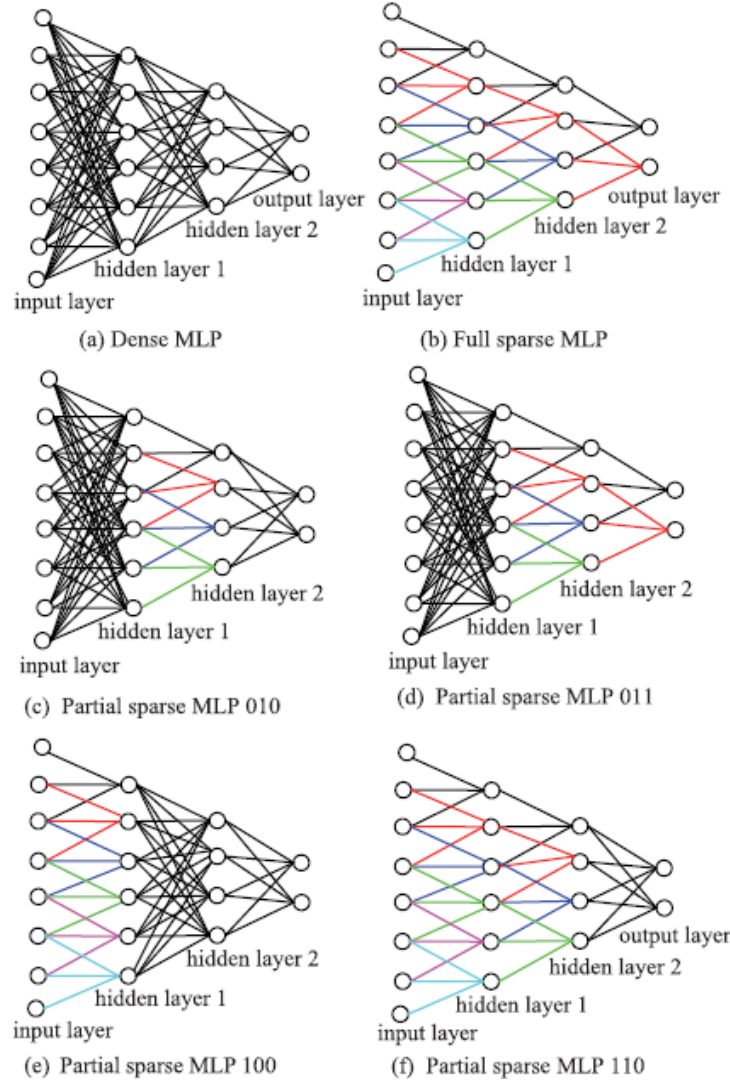 output layer
hidden layer 2
hidden layer 1
input layer
(a) Dense MLP
output layer
hidden layer 2
hidden layer 1
input layer
(b) Full sparse MLP
hidden layer 2
hidden layer 1
input layer
(c) Partial sparse MLP 010
hidden layer 2
hidden layer 1
input layer
(d) Partial sparse MLP 011
hidden layer 2
hidden layer 1
input layer
(e) Partial sparse MLP 100
output layer
hidden layer 2
hidden layer 1
input layer
(f) Partial sparse MLP 110